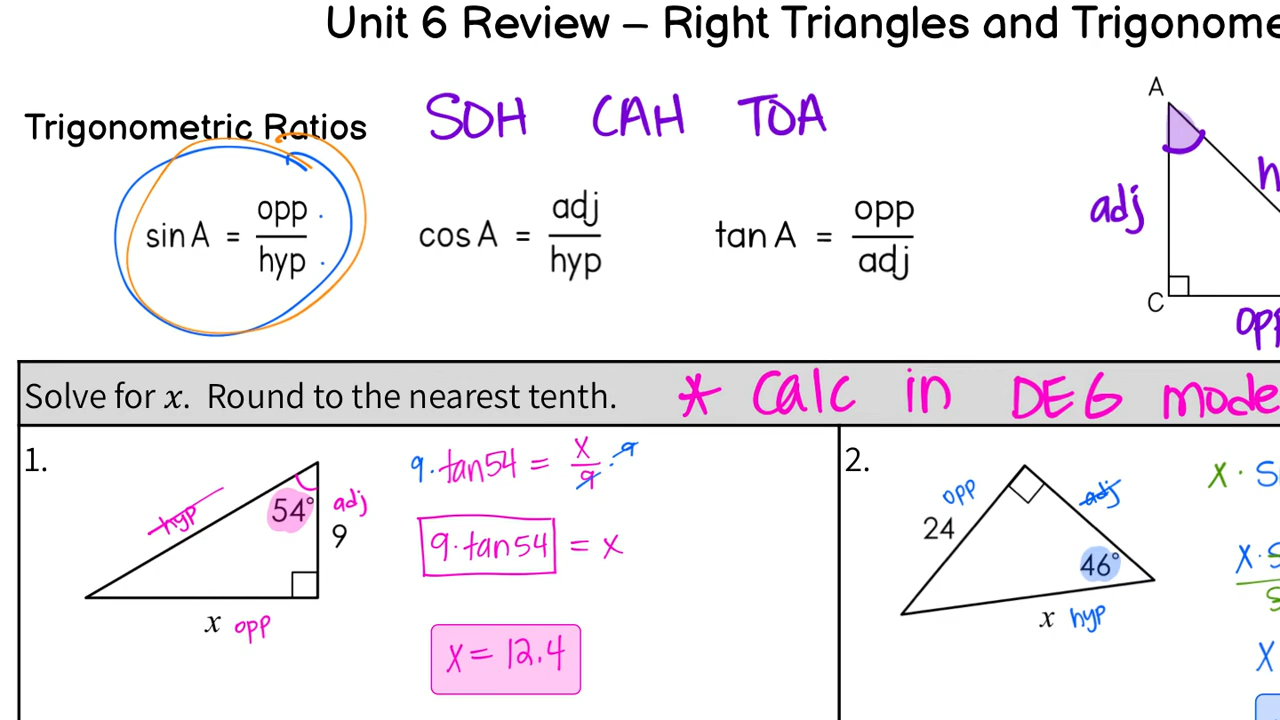 Unit 6 Review – Right Triangles and Trigonome
Trigonometric Ratios SOH CAH TOA
sin A = opp/hyp
cos A = adj/hyp
tan A = opp/adj
A
adj
h
C
opp
Solve for x. Round to the nearest tenth. * Calc in DEG mode
1.
hyp
54°
adj
9
x opp
9·tan54 = x/9·9
9·tan54 = x
x = 12.4
2.
opp
24
adj
46°
x hyp
x · S
x · S
S
x